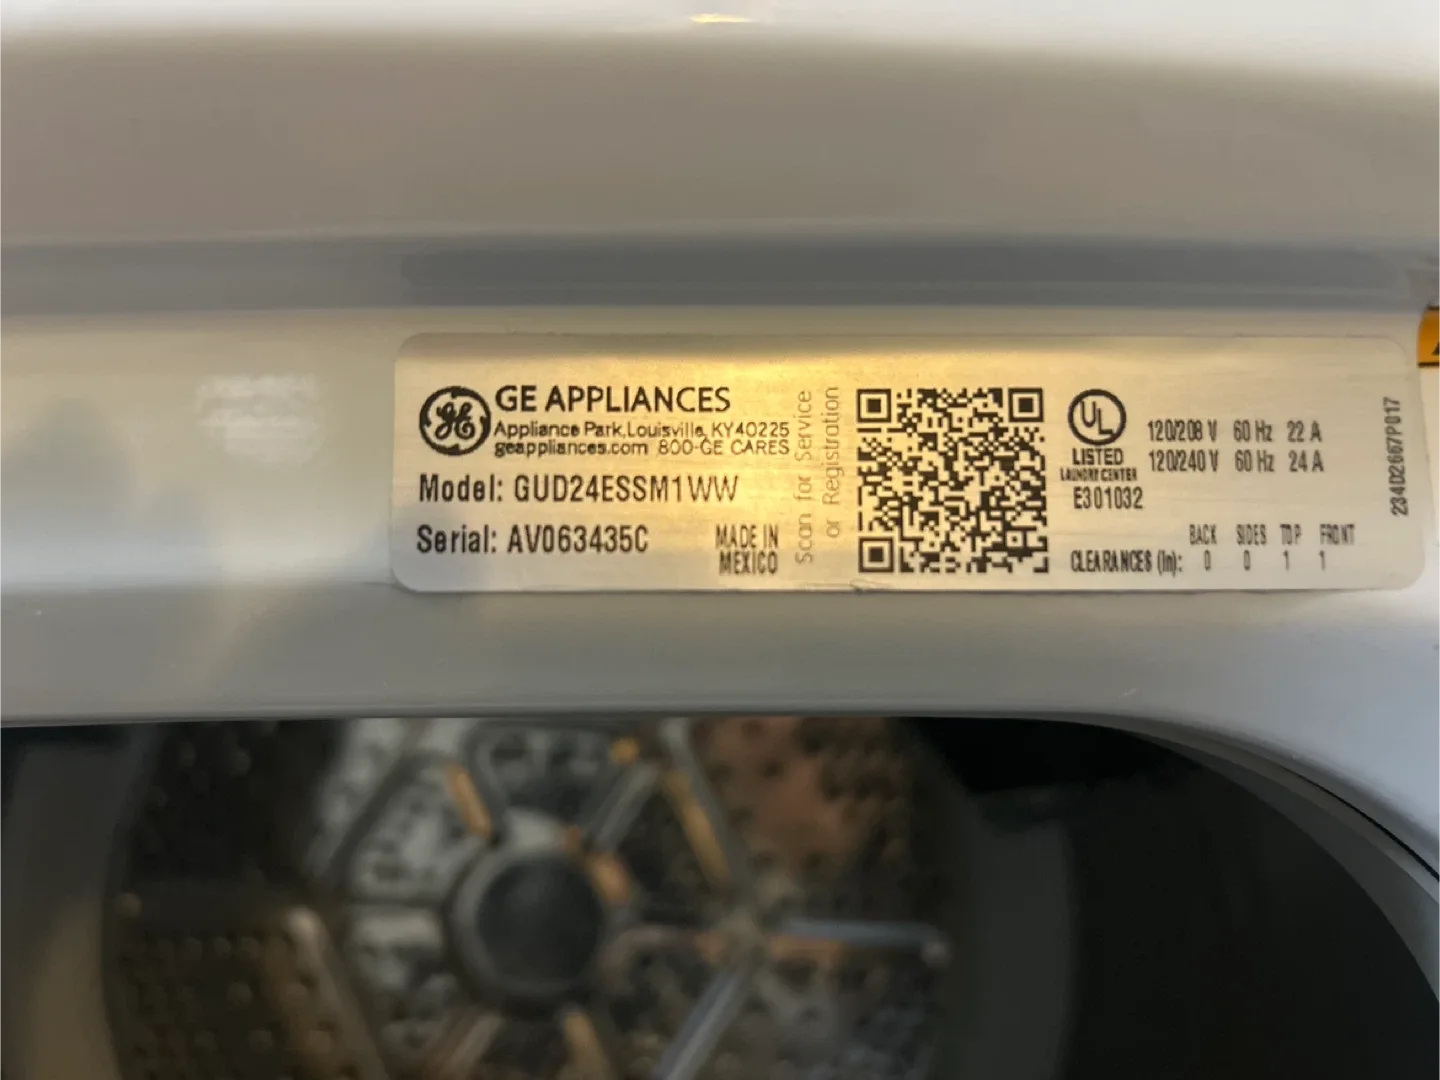 GE APPLIANCES
Appliance Park, Louisville, KY 40225
geappliances.com 800-GE CARES
Model: GUD24ESSM1WW
Serial: AV063435C
MADE IN
MEXICO
Scan for Service
or Registration
UL
LISTED
LAUNDRY CENTER
E301032
120/208 V 60 Hz 22 A
120/240 V 60 Hz 24 A
BACK SIDES TOP FRONT
CLEARANCES (In): 0 0 1 1
234D2667P017